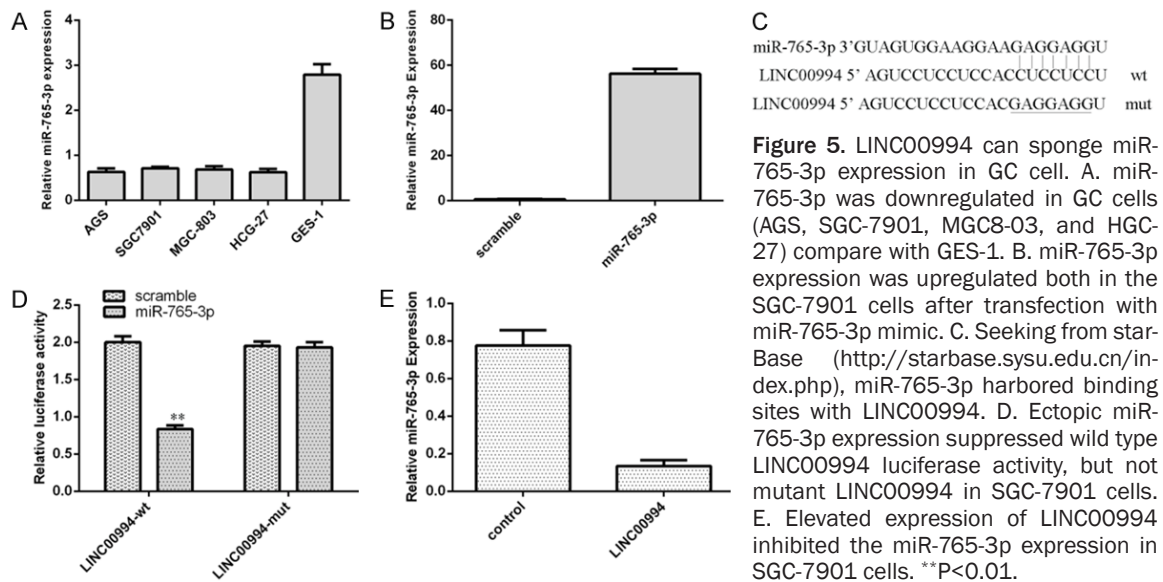 A
Relative miR-765-3p expression
4
3
2
1
0
AGS
SGC7901
MGC-803
HCG-27
GES-1
B
Relative miR-765-3p Expression
80
60
40
20
0
scramble
miR-765-3p
C
miR-765-3p 3'GUAGUGGAAGGAAGAGGAGGU
LINC00994 5' AGUCCUCCUCCACCUCCUCCU wt
LINC00994 5' AGUCCUCCUCCACGAGGAGGU mut
Figure 5. LINC00994 can sponge miR-
765-3p expression in GC cell. A. miR-
765-3p was downregulated in GC cells
(AGS, SGC-7901, MGC8-03, and HGC-
27) compare with GES-1. B. miR-765-3p
expression was upregulated both in the
SGC-7901 cells after transfection with
miR-765-3p mimic. C. Seeking from star-
Base (http://starbase.sysu.edu.cn/in-
dex.php), miR-765-3p harbored binding
sites with LINC00994. D. Ectopic miR-
765-3p expression suppressed wild type
LINC00994 luciferase activity, but not
mutant LINC00994 in SGC-7901 cells.
E. Elevated expression of LINC00994
inhibited the miR-765-3p expression in
SGC-7901 cells. **P<0.01.
D
Relative luciferase activity
2.5
2.0
1.5
1.0
0.5
0.0
scramble
miR-765-3p
**
LINC00994-wt
LINC00994-mut
E
Relative miR-765-3p Expression
1.0
0.8
0.6
0.4
0.2
0.0
control
LINC00994